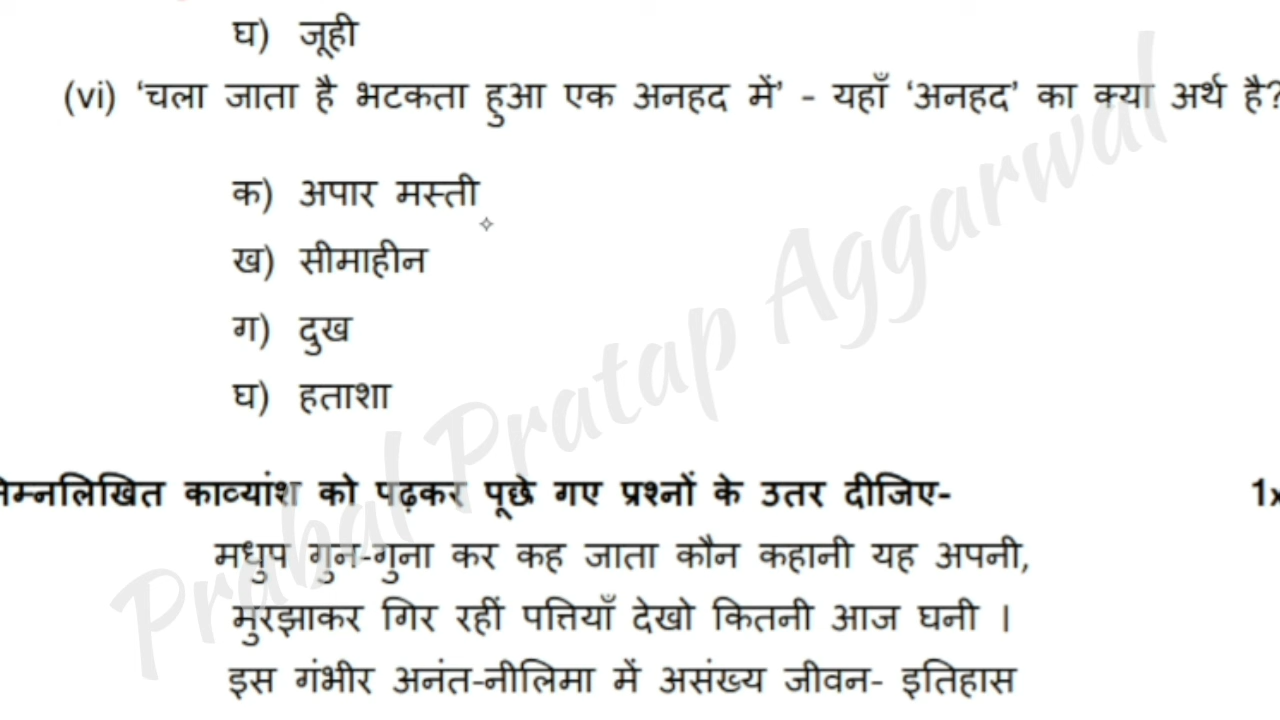 घ) जूही
(vi) 'चला जाता है भटकता हुआ एक अनहद में' - यहाँ 'अनहद' का क्या अर्थ है?
क) अपार मस्ती
ख) सीमाहीन
ग) दुख
घ) हताशा
निम्नलिखित काव्यांश को पढ़कर पूछे गए प्रश्नों के उतर दीजिए- 1x
मधुप गुन-गुना कर कह जाता कौन कहानी यह अपनी,
मुरझाकर गिर रहीं पत्तियाँ देखो कितनी आज घनी ।
इस गंभीर अनंत-नीलिमा में असंख्य जीवन- इतिहास
Prabal Pratap Aggarwal